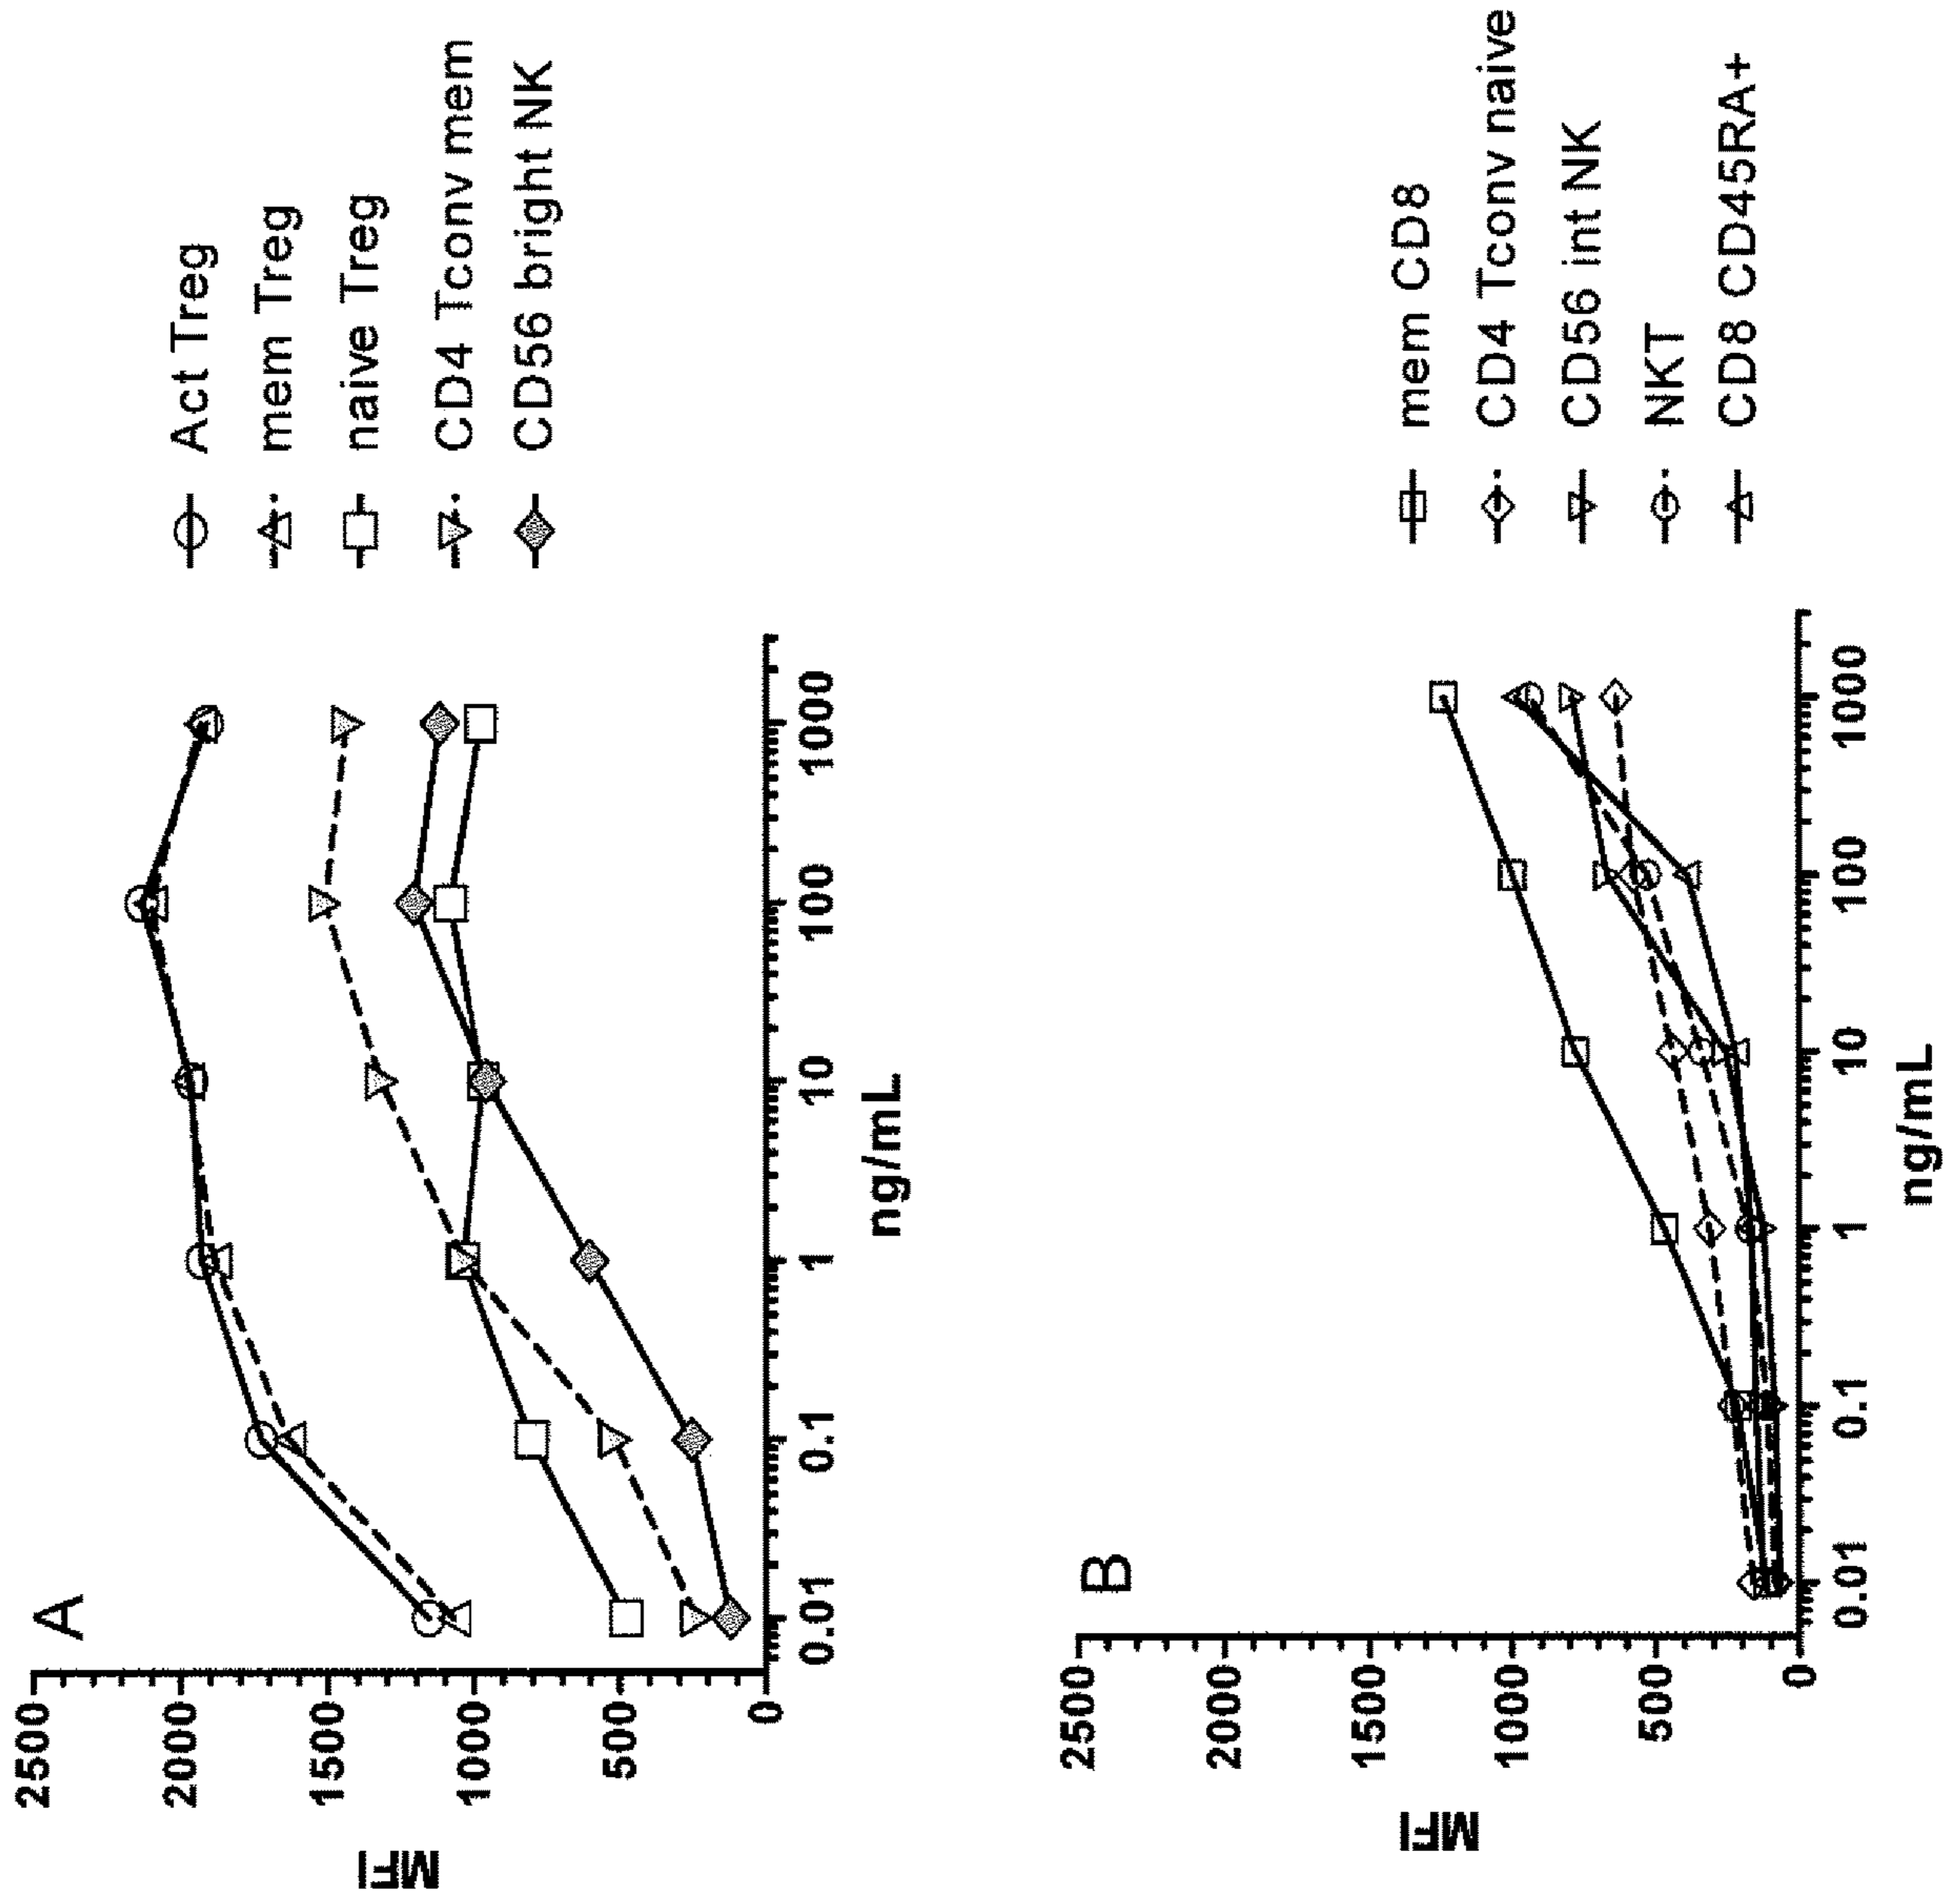 A
2500
2000
1500
1000
500
0
MFI
0.01
0.1
1
10
100
1000
ng/mL
Act Treg
mem Treg
naive Treg
CD4 Tconv mem
CD56 bright NK
B
2500
2000
1500
1000
500
0
MFI
0.01
0.1
1
10
100
1000
ng/mL
mem CD8
CD4 Tconv naive
CD56 int NK
NKT
CD8 CD45RA+